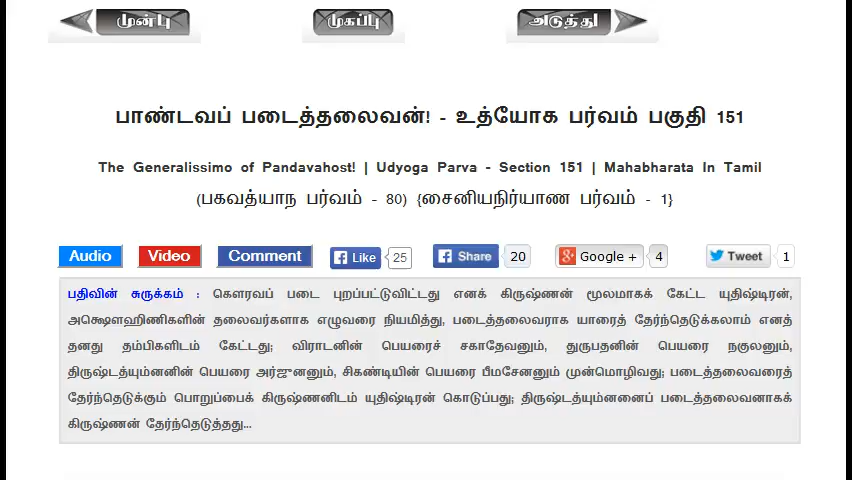 முன்பு முகப்பு அடுத்து
பாண்டவப் படைத்தலைவன்! - உத்யோக பர்வம் பகுதி 151
The Generalissimo of Pandavahost! | Udyoga Parva - Section 151 | Mahabharata In Tamil
(பகவத்யாந பர்வம் - 80) {சைனியநிர்யாண பர்வம் - 1}
Audio Video Comment Like 25 Share 20 Google + 4 Tweet 1
பதிவின் சுருக்கம் : கௌரவப் படை புறப்பட்டுவிட்டது எனக் கிருஷ்ணன் மூலமாகக் கேட்ட யுதிஷ்டிரன்,
அக்ஷௌஹிணிகளின் தலைவர்களாக எழுவரை நியமித்து, படைத்தலைவராக யாரைத் தேர்ந்தெடுக்கலாம் எனத்
தனது தம்பிகளிடம் கேட்டது; விராடனின் பெயரைச் சகாதேவனும், துருபதனின் பெயரை நகுலனும்,
திருஷ்டத்யும்னனின் பெயரை அர்ஜுனனும், சிகண்டியின் பெயரை பீமசேனனும் முன்மொழிவது; படைத்தலைவரைத்
தேர்ந்தெடுக்கும் பொறுப்பைக் கிருஷ்ணனிடம் யுதிஷ்டிரன் கொடுப்பது; திருஷ்டத்யும்னனைப் படைத்தலைவனாகக்
கிருஷ்ணன் தேர்ந்தெடுத்தது...